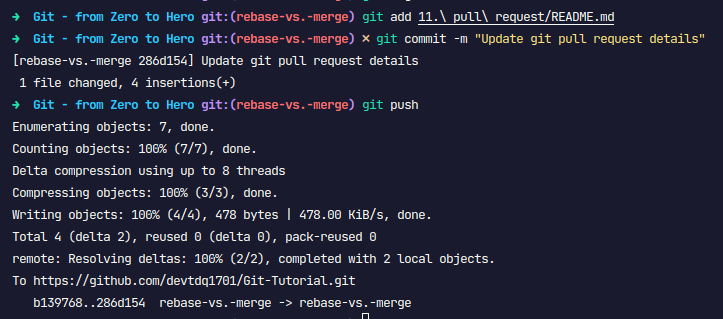 ➜ Git - from Zero to Hero git:(rebase-vs.-merge) git add 11.\ pull\ request/README.md
➜ Git - from Zero to Hero git:(rebase-vs.-merge) ✗ git commit -m "Update git pull request details"
[rebase-vs.-merge 286d154] Update git pull request details
1 file changed, 4 insertions(+)
➜ Git - from Zero to Hero git:(rebase-vs.-merge) git push
Enumerating objects: 7, done.
Counting objects: 100% (7/7), done.
Delta compression using up to 8 threads
Compressing objects: 100% (3/3), done.
Writing objects: 100% (4/4), 478 bytes | 478.00 KiB/s, done.
Total 4 (delta 2), reused 0 (delta 0), pack-reused 0
remote: Resolving deltas: 100% (2/2), completed with 2 local objects.
To https://github.com/devtdq1701/Git-Tutorial.git
b139768..286d154 rebase-vs.-merge -> rebase-vs.-merge